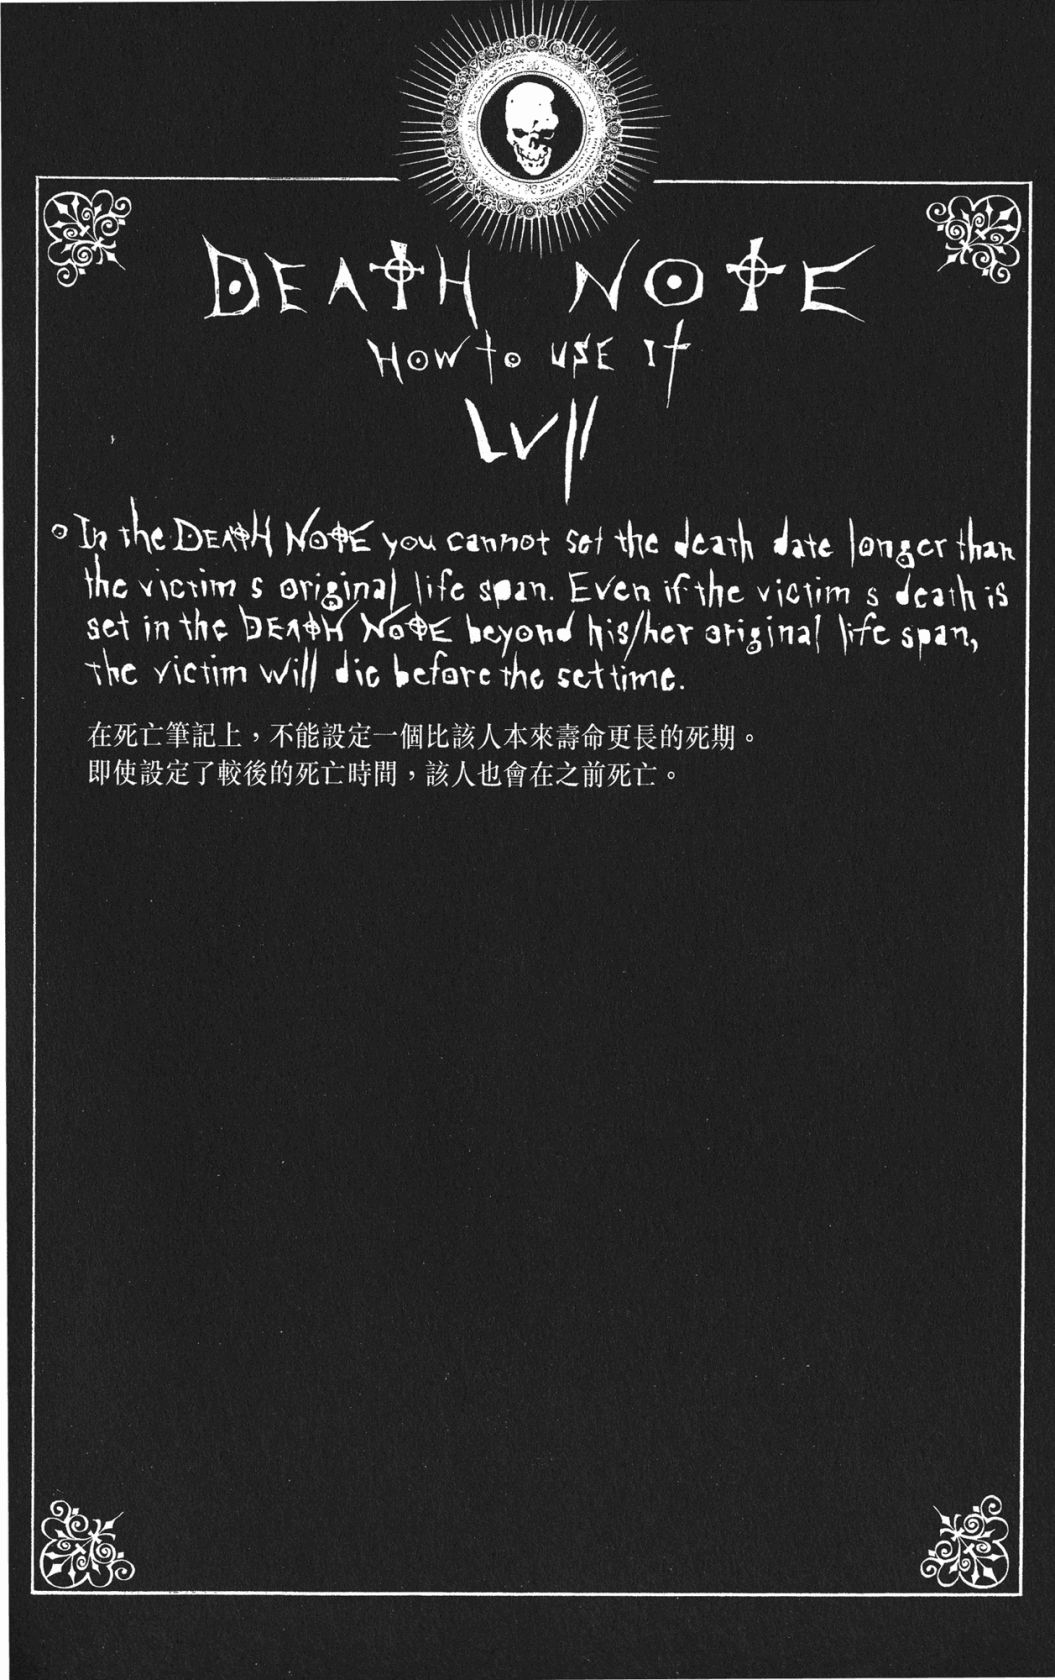 DEATH NOTE
HOW to USE It
LVII
In the DEATH NOTE you cannot set the death date longer than
the victim s original life span. Even if the victim s death is
set in the DEATH NOTE beyond his/her original life span,
the victim will die before the set time.
在死亡筆記上，不能設定一個比該人本來壽命更長的死期。
即使設定了較後的死亡時間，該人也會在之前死亡。